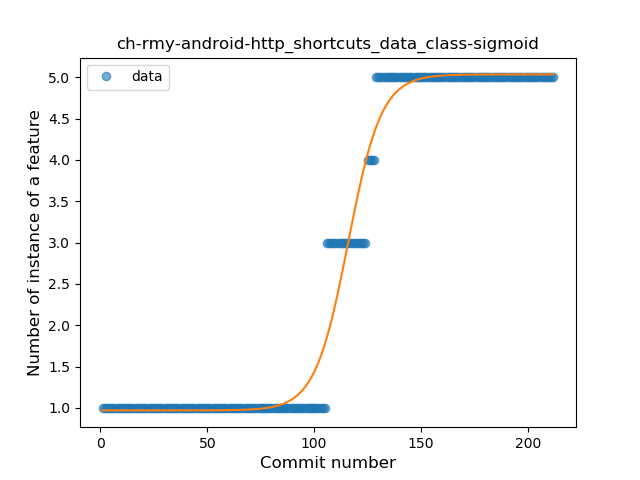 ch-rmy-android-http_shortcuts_data_class-sigmoid
data
Number of instance of a feature
5.0
4.5
4.0
3.5
3.0
2.5
2.0
1.5
1.0
0 50 100 150 200
Commit number